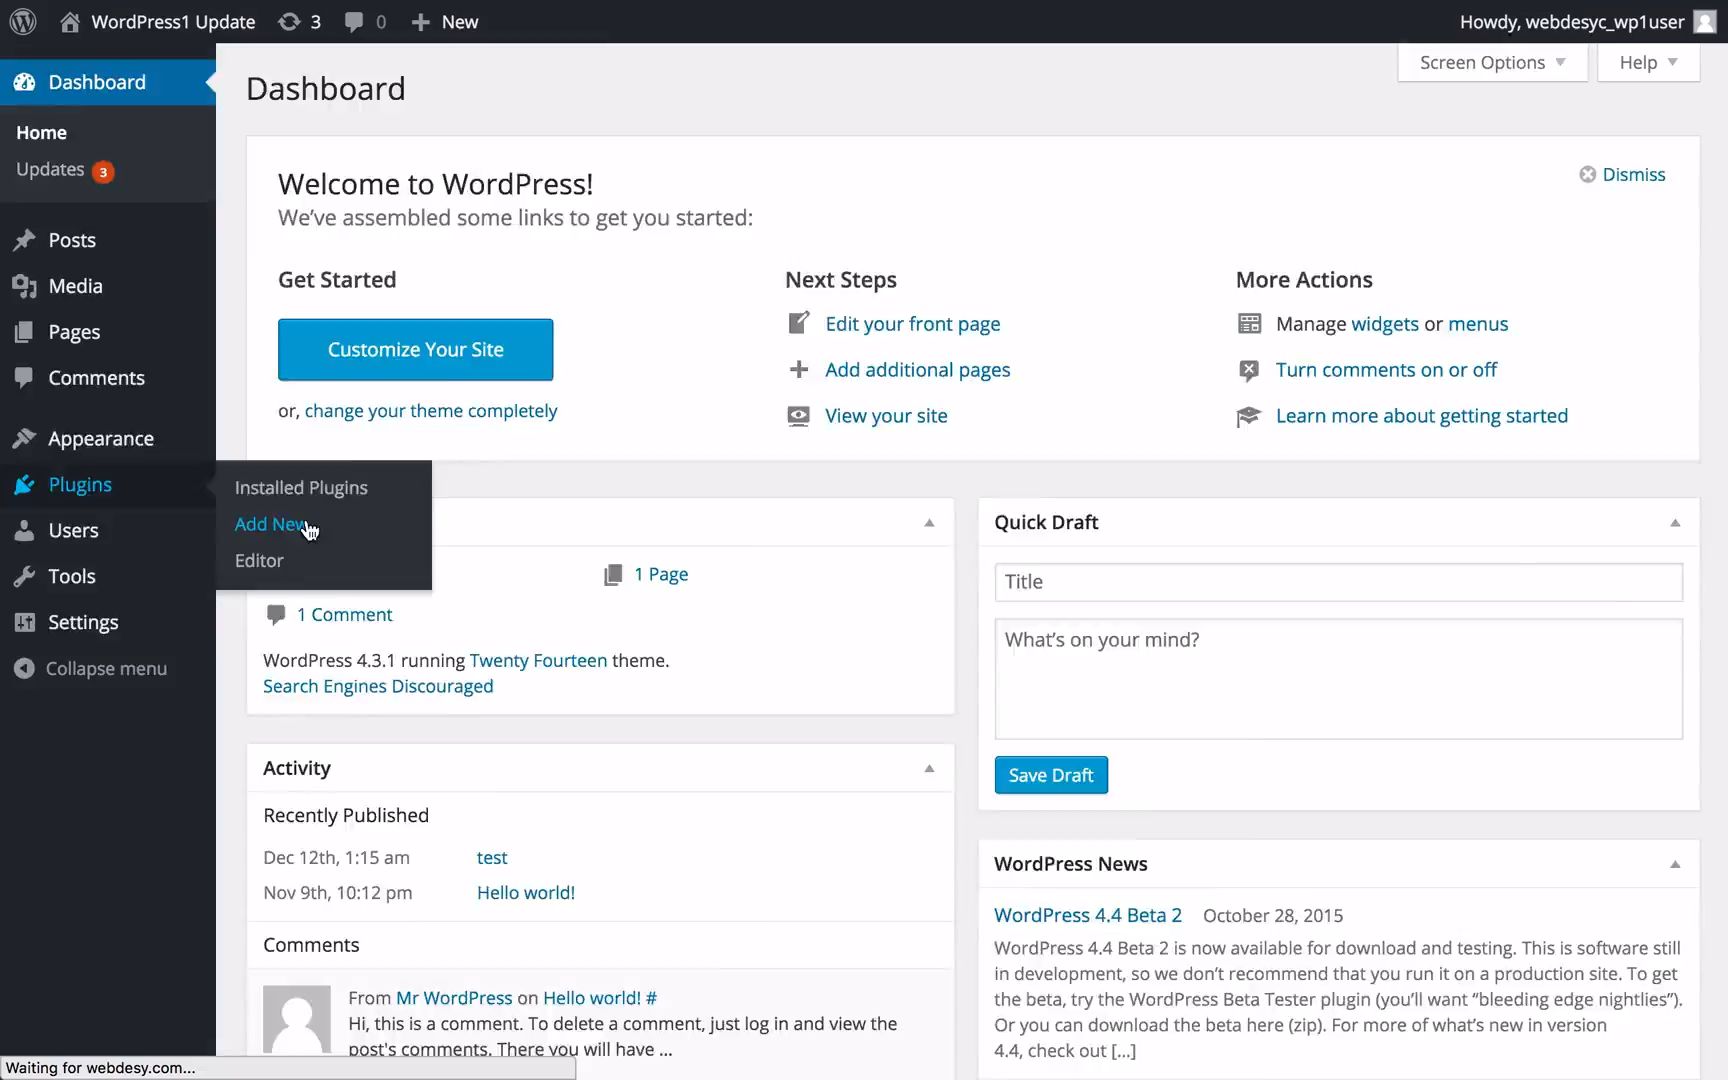 WordPress1 Update 3 0 New Howdy, webdesyc_wp1user
Screen Options Help
Dashboard
Home
Updates 3
Posts
Media
Pages
Comments
Appearance
Plugins
Users
Tools
Settings
Collapse menu
Installed Plugins
Add New
Editor
Dashboard
Welcome to WordPress!
We've assembled some links to get you started:
Dismiss
Get Started
Customize Your Site
or, change your theme completely
Next Steps
Edit your front page
Add additional pages
View your site
More Actions
Manage widgets or menus
Turn comments on or off
Learn more about getting started
1 Page
1 Comment
WordPress 4.3.1 running Twenty Fourteen theme.
Search Engines Discouraged
Activity
Recently Published
Dec 12th, 1:15 am test
Nov 9th, 10:12 pm Hello world!
Comments
From Mr WordPress on Hello world! #
Hi, this is a comment. To delete a comment, just log in and view the
post's comments. There you will have ...
Quick Draft
Title
What's on your mind?
Save Draft
WordPress News
WordPress 4.4 Beta 2 October 28, 2015
WordPress 4.4 Beta 2 is now available for download and testing. This is software still
in development, so we don't recommend that you run it on a production site. To get
the beta, try the WordPress Beta Tester plugin (you'll want "bleeding edge nightlies").
Or you can download the beta here (zip). For more of what's new in version
4.4, check out [...]
Waiting for webdesy.com...